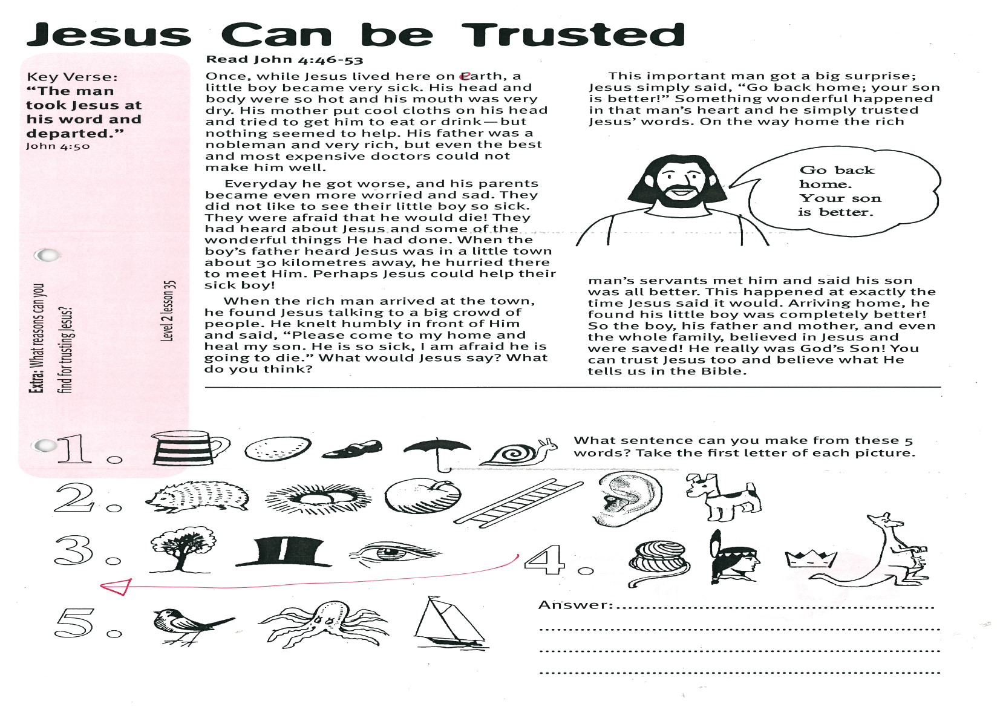 Jesus Can be Trusted
Key Verse:
“The man
took Jesus at
his word and
departed.”
John 4:50
Extra: What reasons can you
find for trusting Jesus?
Level 2 lesson 35
Read John 4:46-53
Once, while Jesus lived here on earth, a
little boy became very sick. His head and
body were so hot and his mouth was very
dry. His mother put cool cloths on his head
and tried to get him to eat or drink—but
nothing seemed to help. His father was a
nobleman and very rich, but even the best
and most expensive doctors could not
make him well.
Everyday he got worse, and his parents
became even more worried and sad. They
did not like to see their little boy so sick.
They were afraid that he would die! They
had heard about Jesus and some of the
wonderful things He had done. When the
boy’s father heard Jesus was in a little town
about 30 kilometres away, he hurried there
to meet Him. Perhaps Jesus could help their
sick boy!
When the rich man arrived at the town,
he found Jesus talking to a big crowd of
people. He knelt humbly in front of Him
and said, “Please come to my home and
heal my son. He is so sick, I am afraid he is
going to die.” What would Jesus say? What
do you think?
This important man got a big surprise;
Jesus simply said, “Go back home; your son
is better!” Something wonderful happened
in that man’s heart and he simply trusted
Jesus’ words. On the way home the rich
Go back
home.
Your son
is better.
man’s servants met him and said his son
was all better. This happened at exactly the
time Jesus said it would. Arriving home, he
found his little boy was completely better!
So the boy, his father and mother, and even
the whole family, believed in Jesus and
were saved! He really was God’s Son! You
can trust Jesus too and believe what He
tells us in the Bible.
What sentence can you make from these 5
words? Take the first letter of each picture.
1.
2.
3.
4.
5.
Answer: